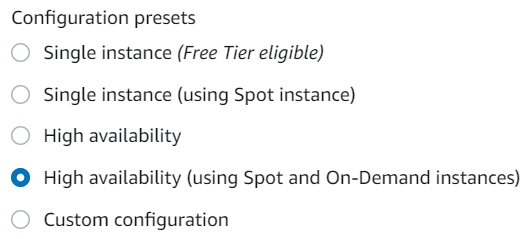 Configuration presets
Single instance (Free Tier eligible)
Single instance (using Spot instance)
High availability
High availability (using Spot and On-Demand instances)
Custom configuration